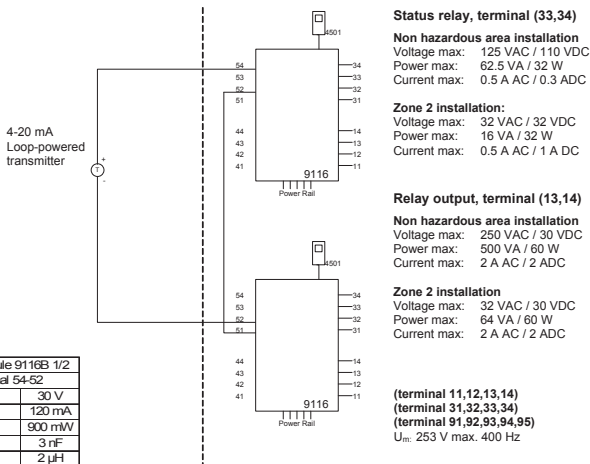 4501
54
53
52
51
44
43
42
41
34
33
32
31
14
13
12
11
9116
Power Rail
4-20 mA
Loop-powered
transmitter
+
T
-
4501
54
53
52
51
44
43
42
41
34
33
32
31
14
13
12
11
9116
Power Rail
ule 9116B 1/2
al 54-52
30 V
120 mA
900 mW
3 nF
2 µH
Status relay, terminal (33,34)
Non hazardous area installation
Voltage max: 125 VAC / 110 VDC
Power max: 62.5 VA / 32 W
Current max: 0.5 A AC / 0.3 ADC
Zone 2 installation:
Voltage max: 32 VAC / 32 VDC
Power max: 16 VA / 32 W
Current max: 0.5 A AC / 1 A DC
Relay output, terminal (13,14)
Non hazardous area installation
Voltage max: 250 VAC / 30 VDC
Power max: 500 VA / 60 W
Current max: 2 A AC / 2 ADC
Zone 2 installation
Voltage max: 32 VAC / 30 VDC
Power max: 64 VA / 60 W
Current max: 2 A AC / 2 ADC
(terminal 11,12,13,14)
(terminal 31,32,33,34)
(terminal 91,92,93,94,95)
Um: 253 V max. 400 Hz